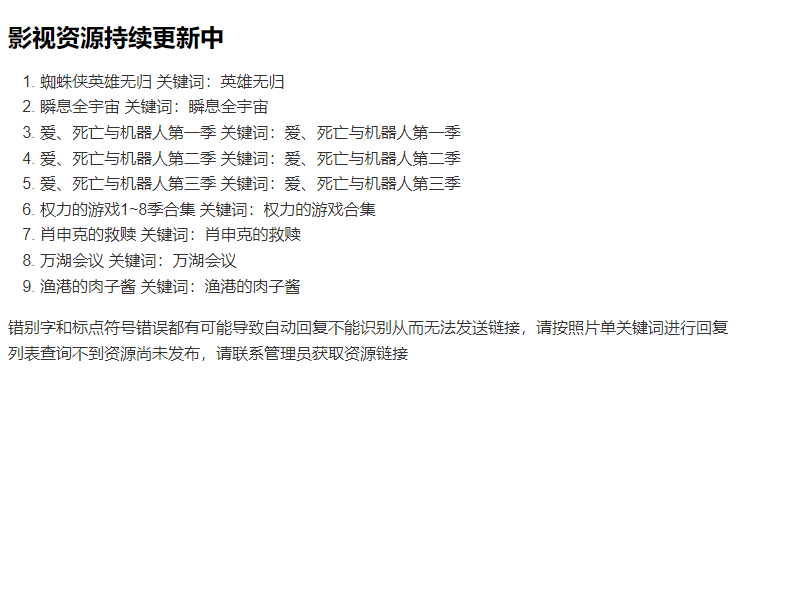 影视资源持续更新中
1. 蜘蛛侠英雄无归 关键词：英雄无归
2. 瞬息全宇宙 关键词：瞬息全宇宙
3. 爱、死亡与机器人第一季 关键词：爱、死亡与机器人第一季
4. 爱、死亡与机器人第二季 关键词：爱、死亡与机器人第二季
5. 爱、死亡与机器人第三季 关键词：爱、死亡与机器人第三季
6. 权力的游戏1~8季合集 关键词：权力的游戏合集
7. 肖申克的救赎 关键词：肖申克的救赎
8. 万湖会议 关键词：万湖会议
9. 渔港的肉子酱 关键词：渔港的肉子酱
错别字和标点符号错误都有可能导致自动回复不能识别从而无法发送链接，请按照片单关键词进行回复
列表查询不到资源尚未发布，请联系管理员获取资源链接